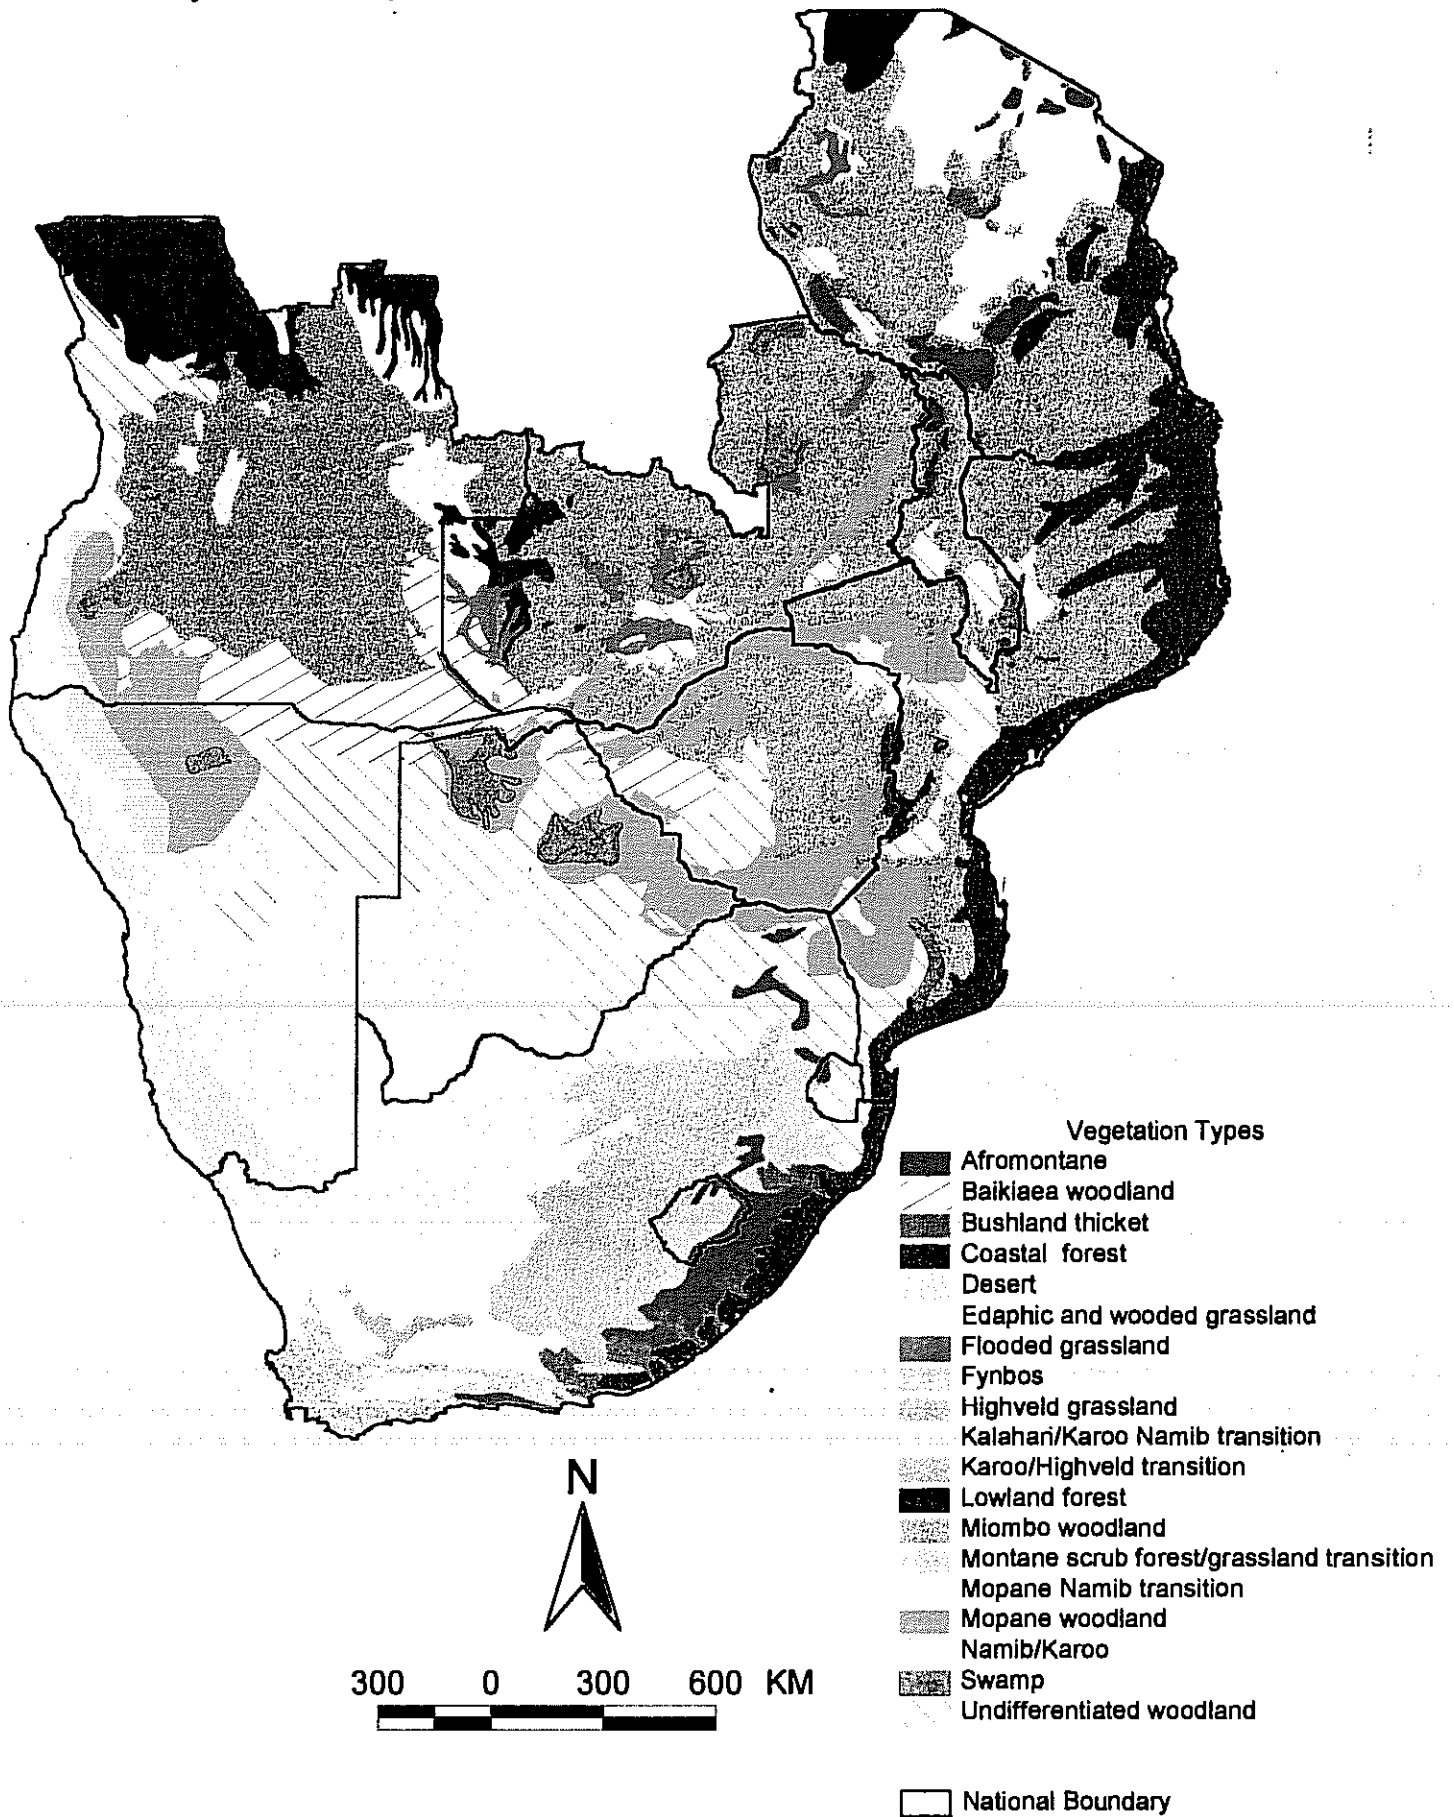 Vegetation Types
Afromontane
Baiklaea woodland
Bushland thicket
Coastal forest
Desert
Edaphic and wooded grassland
Flooded grassland
Fynbos
Highveld grassland
Kalahari/Karoo Namib transition
Karoo/Highveld transition
Lowland forest
Miombo woodland
Montane scrub forest/grassland transition
Mopane Namib transition
Mopane woodland
Namib/Karoo
Swamp
Undifferentiated woodland
N
300 0 300 600 KM
National Boundary